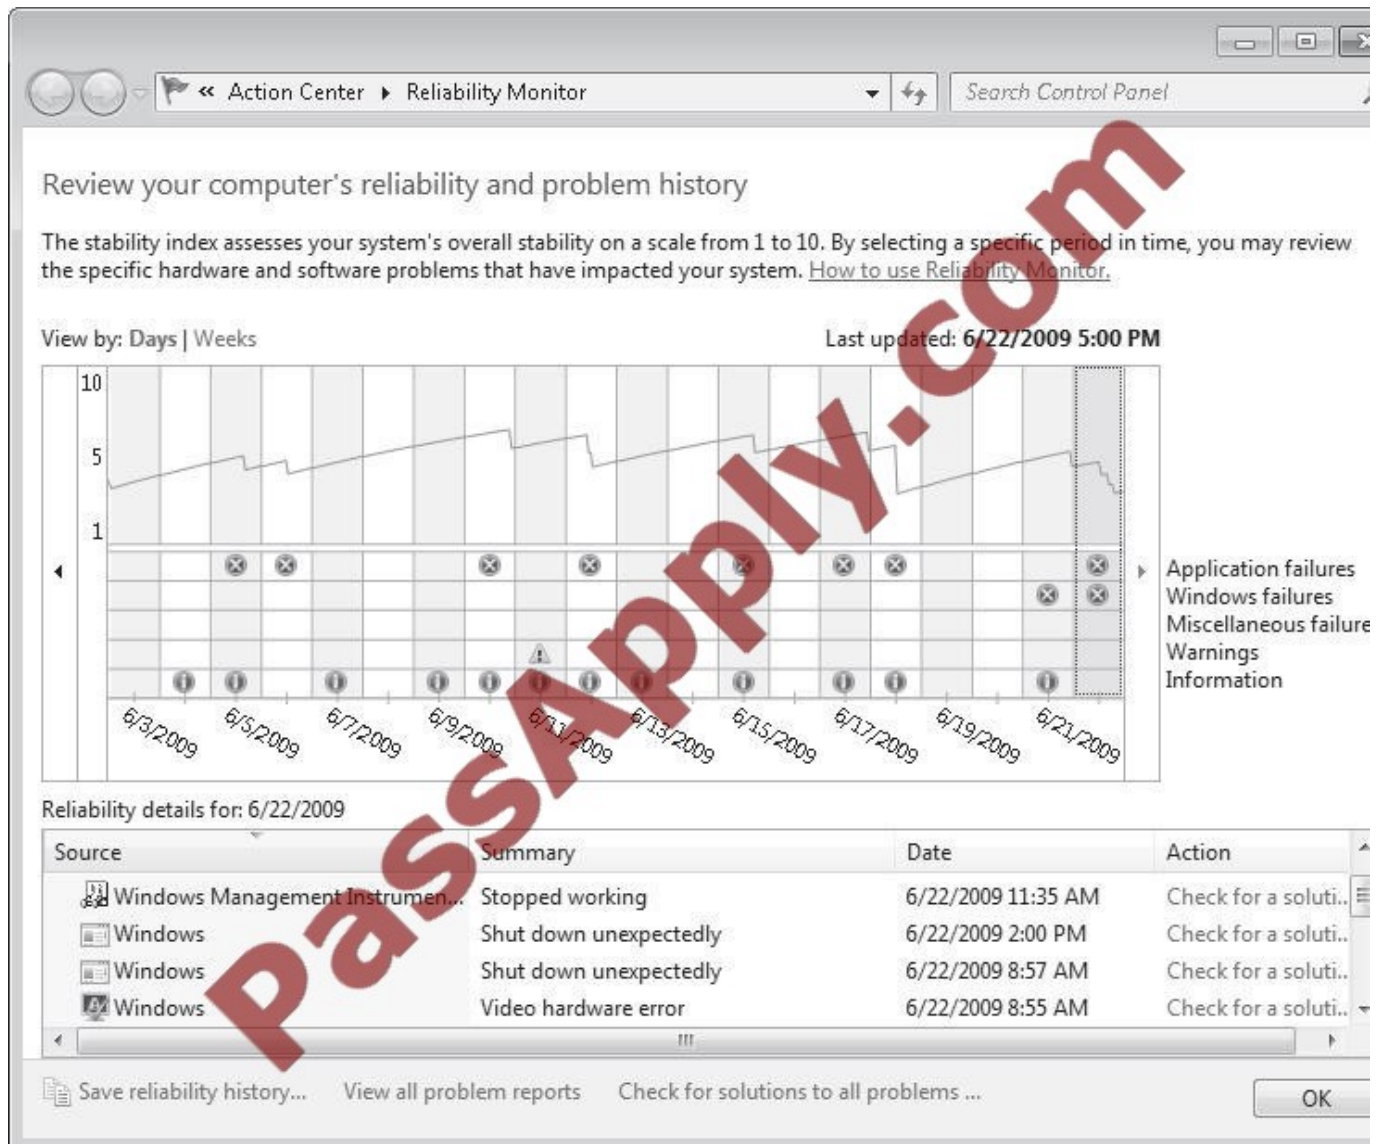 « Action Center ▸ Reliability Monitor
Search Control Panel
Review your computer's reliability and problem history
The stability index assesses your system's overall stability on a scale from 1 to 10. By selecting a specific period in time, you may review
the specific hardware and software problems that have impacted your system. How to use Reliability Monitor.
View by: Days | Weeks
Last updated: 6/22/2009 5:00 PM
10
5
1
Application failures
Windows failures
Miscellaneous failure
Warnings
Information
6/3/2009
6/5/2009
6/7/2009
6/9/2009
6/11/2009
6/13/2009
6/15/2009
6/17/2009
6/19/2009
6/21/2009
Reliability details for: 6/22/2009
Source Summary Date Action
Windows Management Instrumen... Stopped working 6/22/2009 11:35 AM Check for a soluti..
Windows Shut down unexpectedly 6/22/2009 2:00 PM Check for a soluti..
Windows Shut down unexpectedly 6/22/2009 8:57 AM Check for a soluti..
Windows Video hardware error 6/22/2009 8:55 AM Check for a soluti..
Save reliability history... View all problem reports Check for solutions to all problems ...
OK
PassApply.com